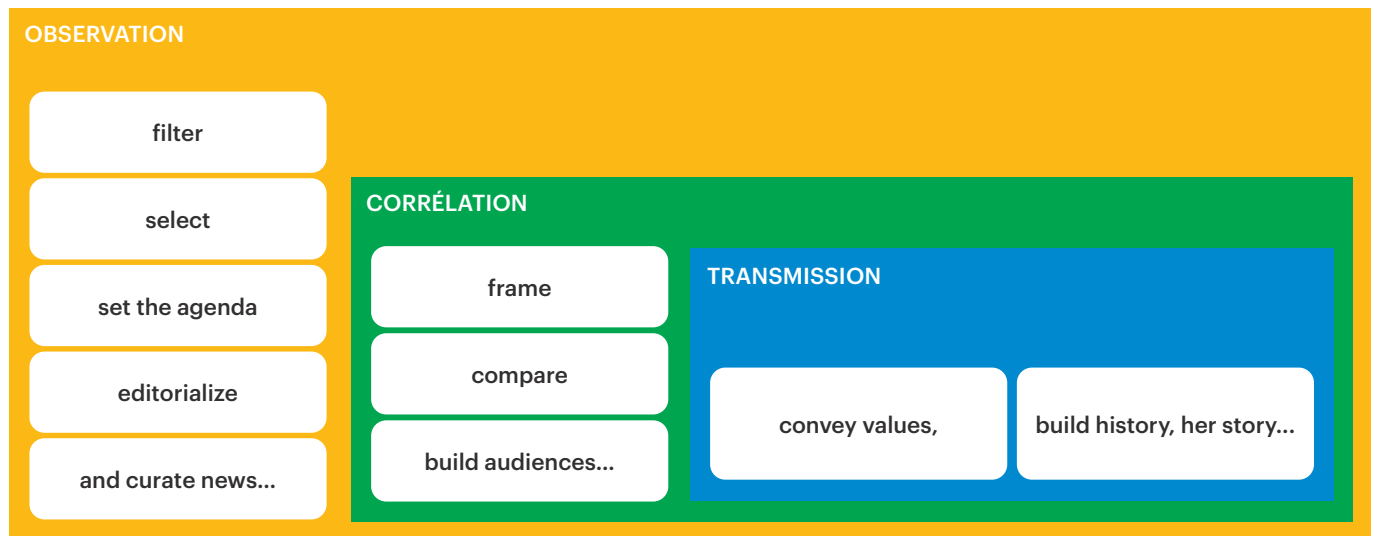 OBSERVATION
filter
select
set the agenda
editorialize
and curate news...
CORRÉLATION
frame
compare
build audiences...
TRANSMISSION
convey values,
build history, her story...